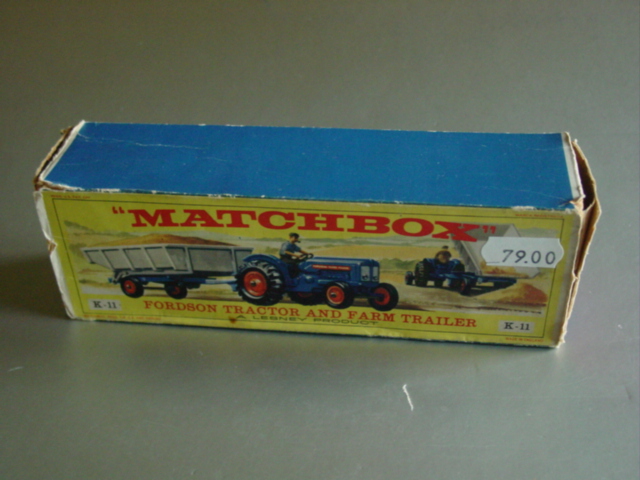 "MATCHBOX"
79.00
K-11
FORDSON TRACTOR AND FARM TRAILER
K-11
A LESNEY PRODUCT